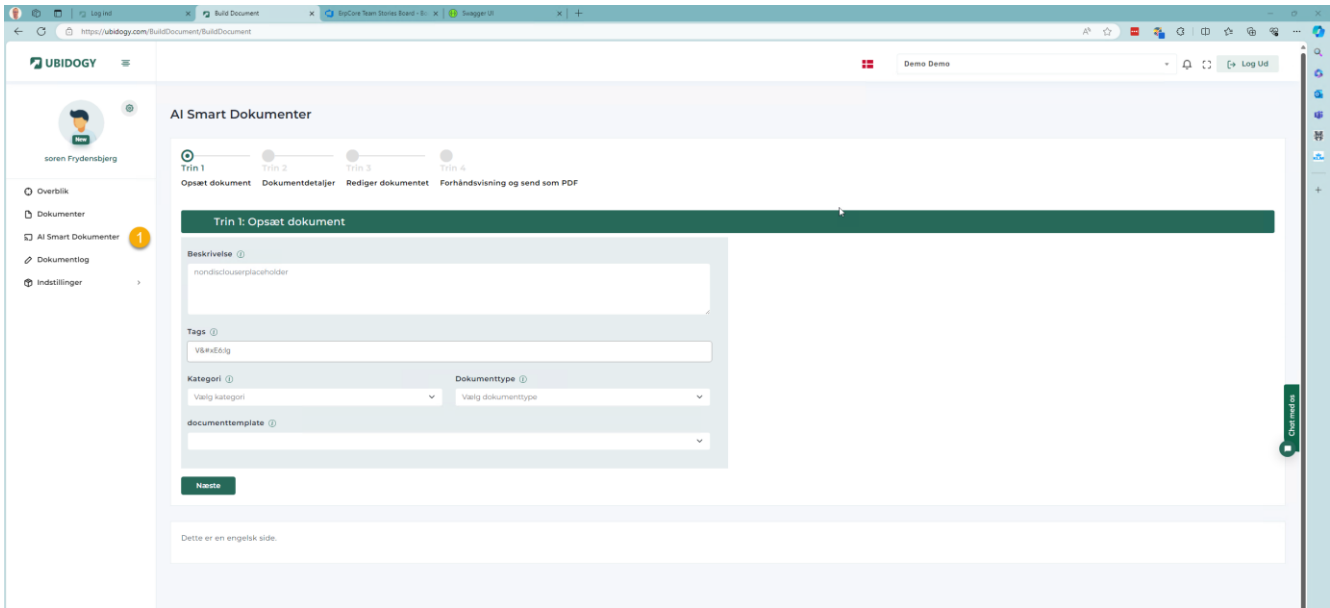 Log ind
Build Document
ErpCore Team Stories Board - Bo
Swagger UI
https://ubidogy.com/BuildDocument/BuildDocument
UBIDOGY
Demo Demo
Log Ud
New
soren Frydensbjerg
Overblik
Dokumenter
AI Smart Dokumenter
1
Dokumentlog
Indstillinger
AI Smart Dokumenter
Trin 1
Trin 2
Trin 3
Trin 4
Opsæt dokument
Dokumentdetaljer
Rediger dokumentet
Forhåndsvisning og send som PDF
Trin 1: Opsæt dokument
Beskrivelse
nondisclouserplaceholder
Tags
V&#xE6;lg
Kategori
Dokumenttype
Vælg kategori
Vælg dokumenttype
documenttemplate
Næste
Dette er en engelsk side.
Chat med os